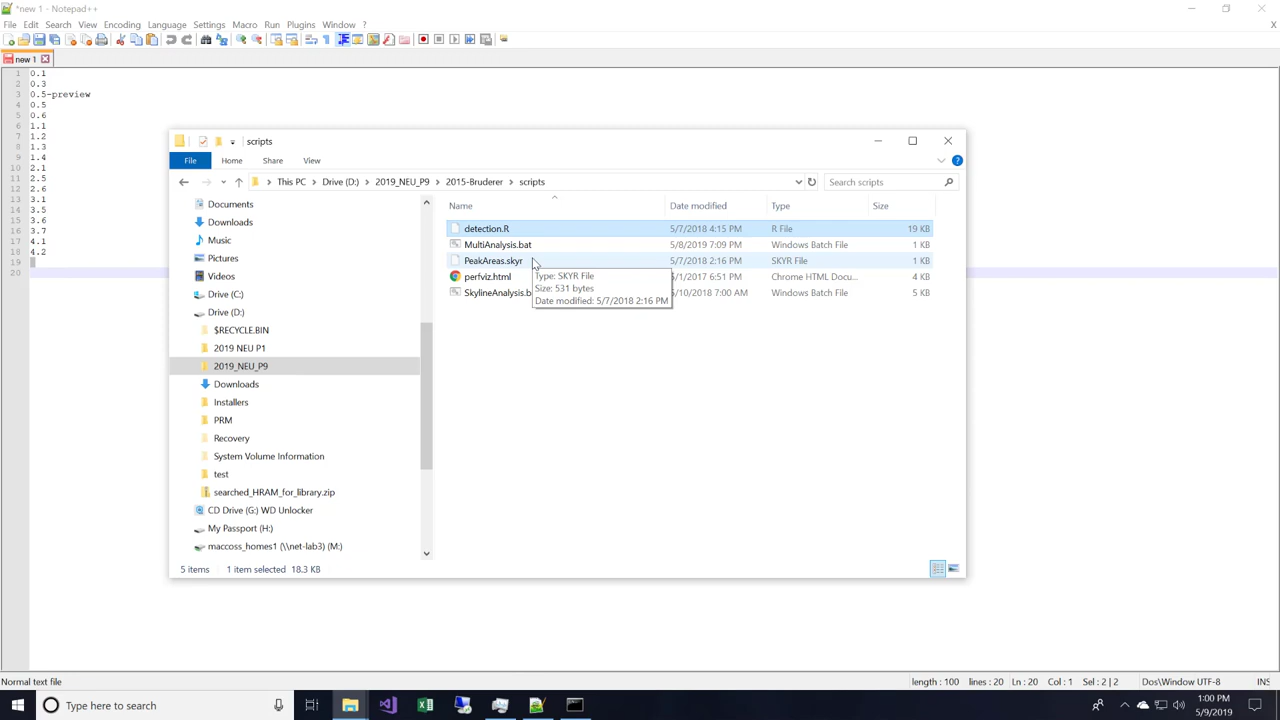 *new 1 - Notepad++
File Edit Search View Encoding Language Settings Macro Run Plugins Window ?
X
new 1
1 0.1
2 0.3
3 0.5-preview
4 0.5
5 0.6
6 1.1
7 1.2
8 1.3
9 1.4
10 2.1
11 2.5
12 2.6
13 3.1
14 3.5
15 3.6
16 3.7
17 4.1
18 4.2
19
20
scripts
File Home Share View
This PC > Drive (D:) > 2019_NEU_P9 > 2015-Bruderer > scripts
Search scripts
Documents
Downloads
Music
Pictures
Videos
Drive (C:)
Drive (D:)
$RECYCLE.BIN
2019 NEU P1
2019_NEU_P9
Downloads
Installers
PRM
Recovery
System Volume Information
test
searched_HRAM_for_library.zip
CD Drive (G:) WD Unlocker
My Passport (H:)
maccoss_homes1 (\\net-lab3) (M:)
Name Date modified Type Size
detection.R 5/7/2018 4:15 PM R File 19 KB
MultiAnalysis.bat 5/8/2019 7:09 PM Windows Batch File 1 KB
PeakAreas.skyr 5/7/2018 2:16 PM SKYR File 1 KB
perfviz.html /1/2017 6:51 PM Chrome HTML Docu... 4 KB
SkylineAnalysis.b /10/2018 7:00 AM Windows Batch File 5 KB
Type: SKYR File
Size: 531 bytes
Date modified: 5/7/2018 2:16 PM
5 items 1 item selected 18.3 KB
Normal text file length : 100 lines : 20 Ln : 20 Col : 1 Sel : 2 | 2 Dos\Window UTF-8 INS
Type here to search
1:00 PM
5/9/2019